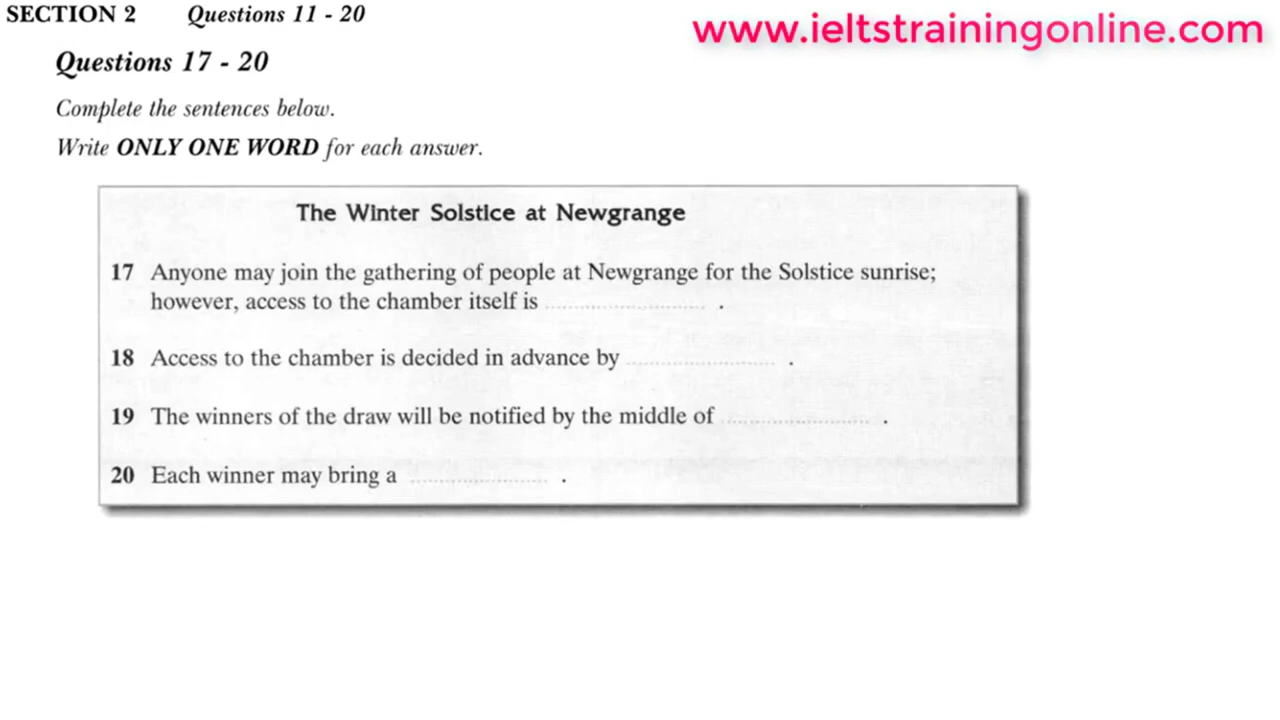 SECTION 2 Questions 11 - 20
www.ieltstrainingonline.com
Questions 17 - 20
Complete the sentences below.
Write ONLY ONE WORD for each answer.
The Winter Solstice at Newgrange
17 Anyone may join the gathering of people at Newgrange for the Solstice sunrise;
however, access to the chamber itself is .................... .
18 Access to the chamber is decided in advance by .................... .
19 The winners of the draw will be notified by the middle of .................... .
20 Each winner may bring a .................... .